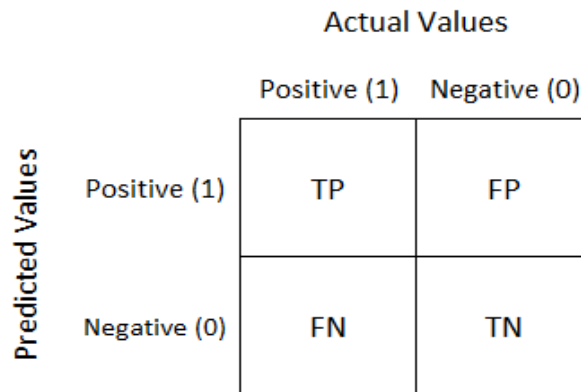 Actual Values
Positive (1) Negative (0)
Predicted Values
Positive (1) TP FP
Negative (0) FN TN